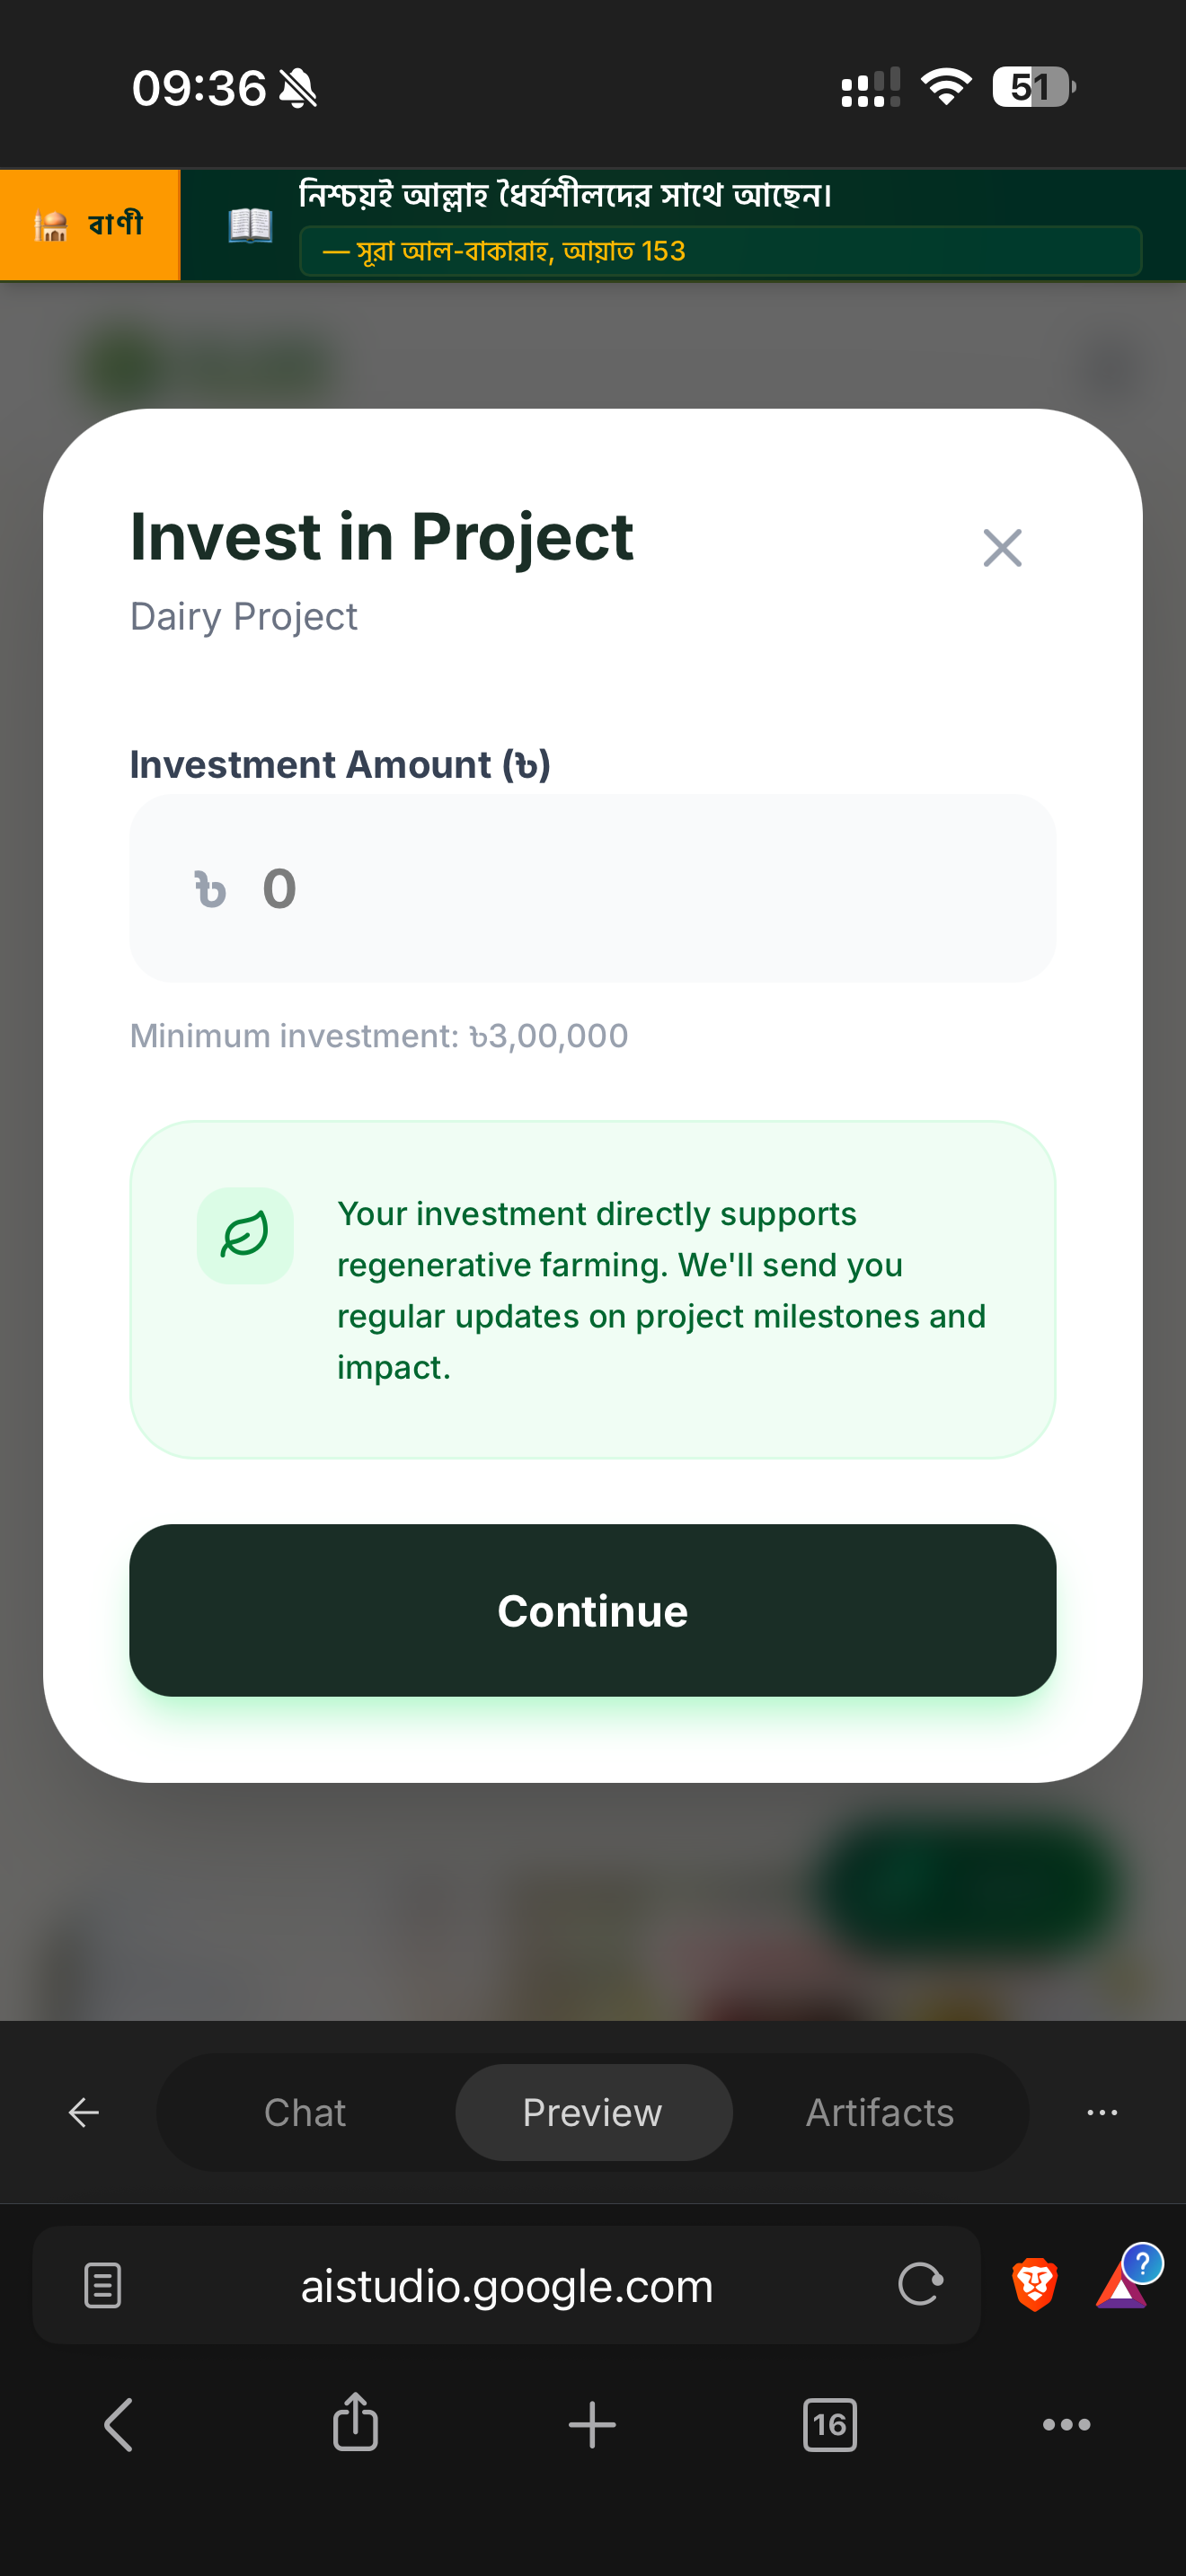 09:36
51
বাণী
নিশ্চয়ই আল্লাহ ধৈর্যশীলদের সাথে আছেন।
— সূরা আল-বাকারাহ, আয়াত 153
Invest in Project
Dairy Project
Investment Amount (৳)
৳ 0
Minimum investment: ৳3,00,000
Your investment directly supports
regenerative farming. We'll send you
regular updates on project milestones and
impact.
Continue
Chat
Preview
Artifacts
aistudio.google.com
?
16